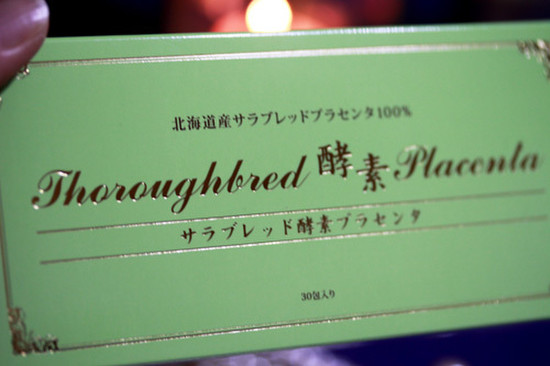 北海道産サラブレッドプラセンタ100%
Thoroughbred 酵素 Placenta
サラブレッド酵素プラセンタ
30包入り